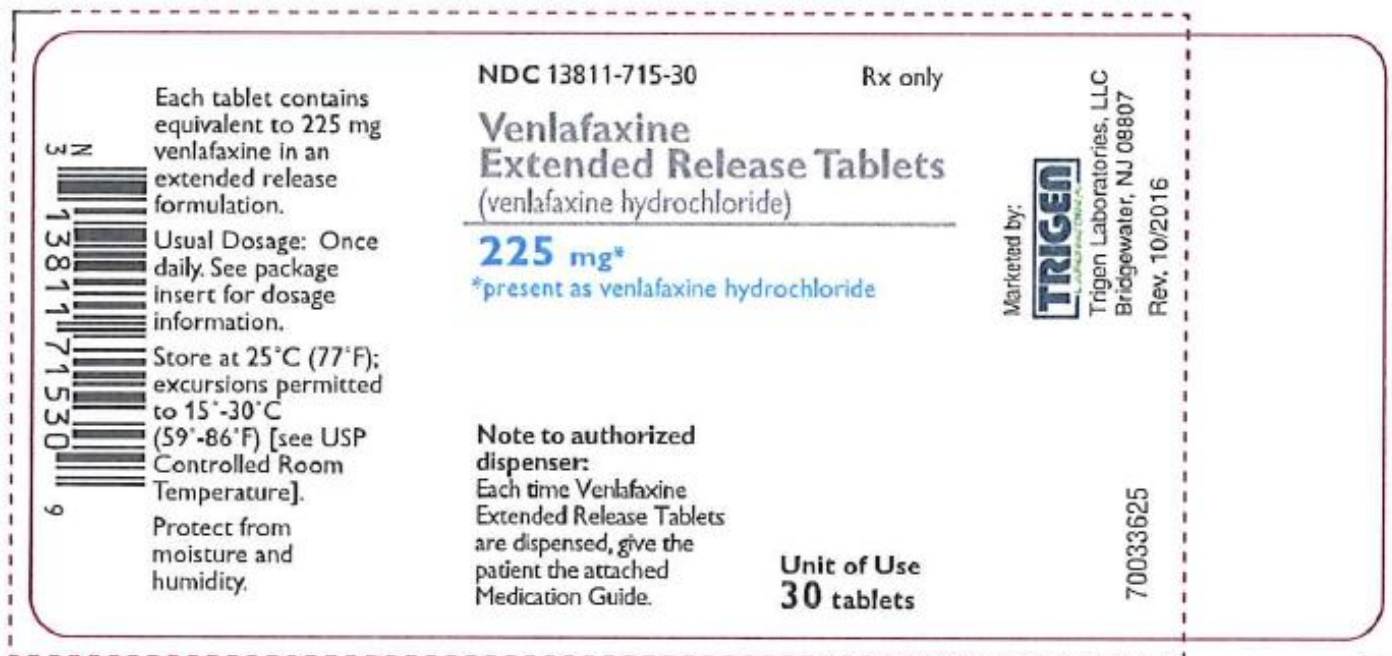 Each tablet contains
equivalent to 225 mg
venlafaxine in an
extended release
formulation.
Usual Dosage: Once
daily. See package
insert for dosage
information.
Store at 25°C (77°F);
excursions permitted
to 15°-30°C
(59°-86°F) [see USP
Controlled Room
Temperature].
Protect from
moisture and
humidity.
N
3 13811 71530 9
NDC 13811-715-30 Rx only
Venlafaxine
Extended Release Tablets
(venlafaxine hydrochloride)
225 mg*
*present as venlafaxine hydrochloride
Note to authorized
dispenser:
Each time Venlafaxine
Extended Release Tablets
are dispensed, give the
patient the attached
Medication Guide.
Unit of Use
30 tablets
Marketed by:
TRIGEN
LABORATORIES
Trigen Laboratories, LLC
Bridgewater, NJ 08807
Rev. 10/2016
70033625